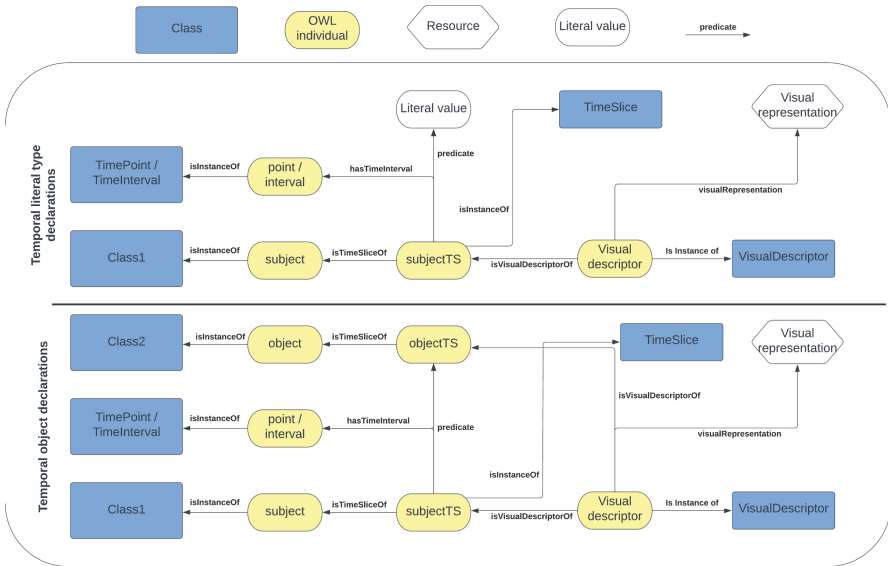 Class
OWL
individual
Resource
Literal value
predicate
Temporal literal type
declarations
Literal value
TimeSlice
Visual
representation
predicate
TimePoint /
TimeInterval
isInstanceOf
point /
interval
hasTimeInterval
visualRepresentation
isInstanceOf
Class1
isInstanceOf
subject
isTimeSliceOf
subjectTS
isVisualDescriptorOf
Visual
descriptor
Is Instance of
VisualDescriptor
Temporal object declarations
Class2
isInstanceOf
object
isTimeSliceOf
objectTS
TimeSlice
Visual
representation
isVisualDescriptorOf
TimePoint /
TimeInterval
isInstanceOf
point /
interval
hasTimeInterval
predicate
visualRepresentation
isInstanceOf
Class1
isInstanceOf
subject
isTimeSliceOf
subjectTS
isVisualDescriptorOf
Visual
descriptor
Is Instance of
VisualDescriptor